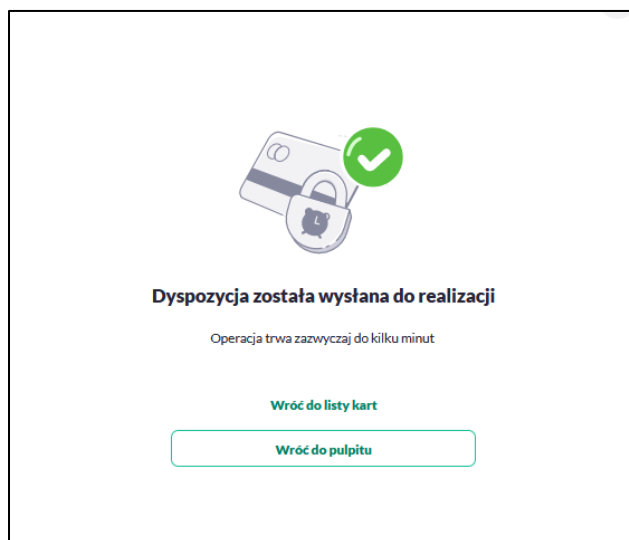 Dyspozycja została wysłana do realizacji
Operacja trwa zazwyczaj do kilku minut
Wróć do listy kart
Wróć do pulpitu